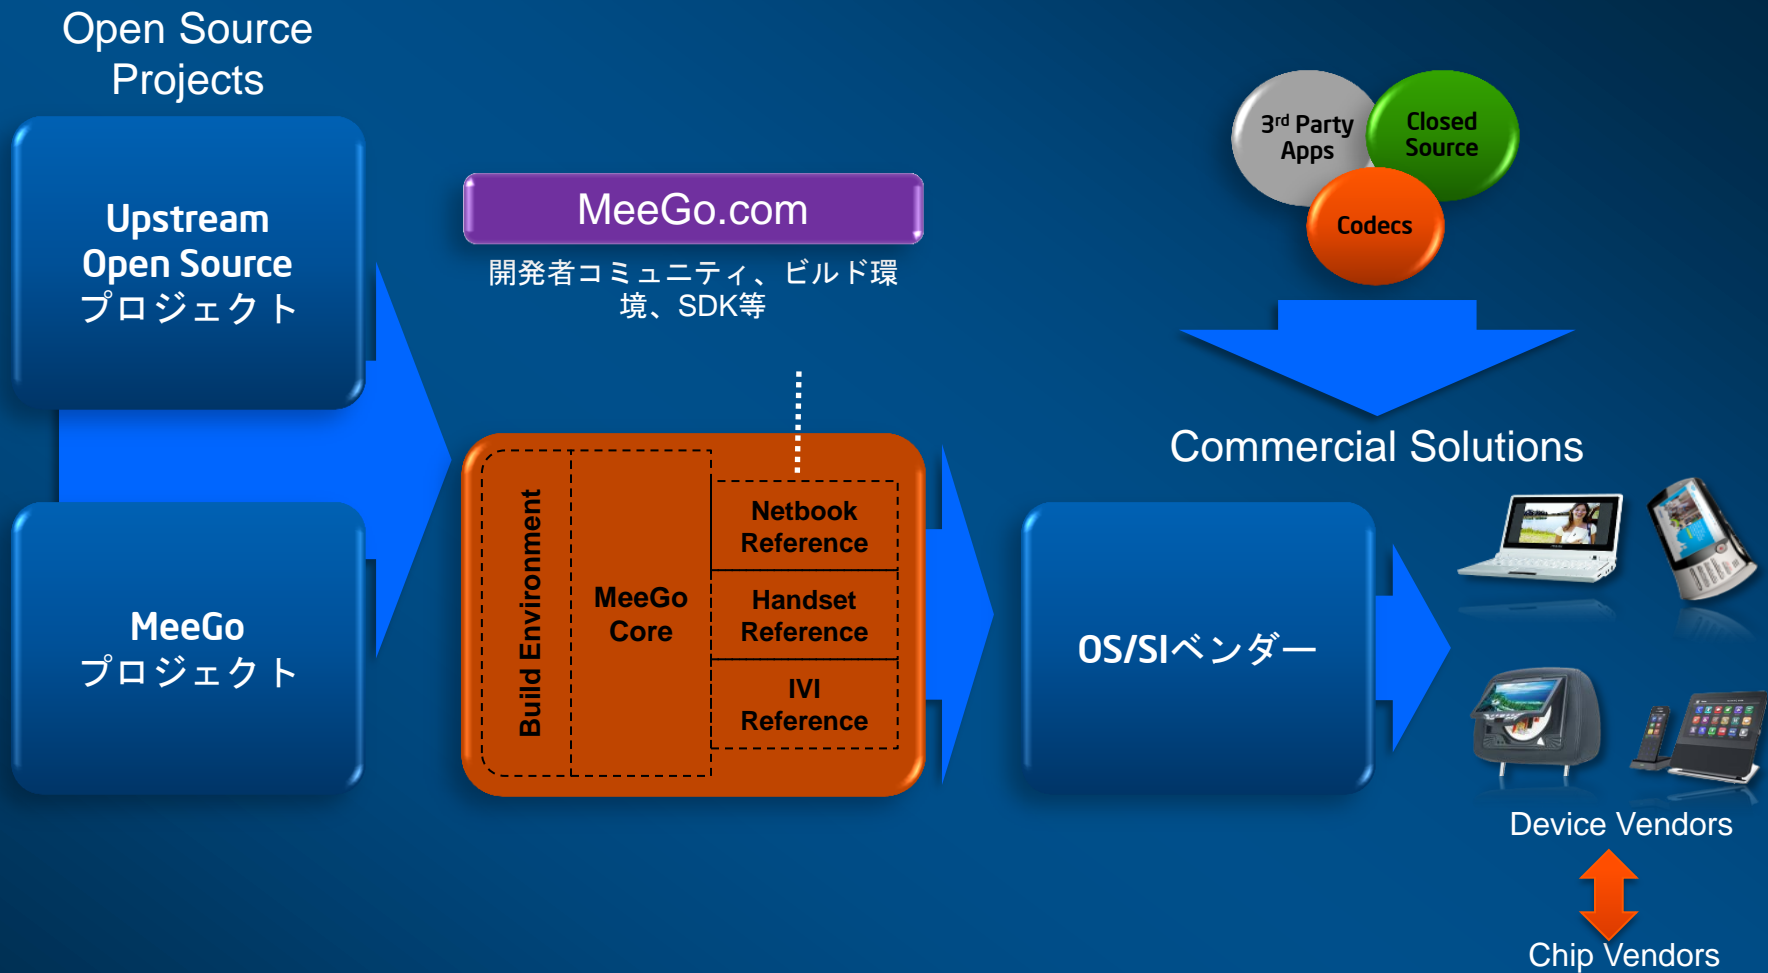 Open Source
Projects
Upstream
Open Source
プロジェクト
MeeGo
プロジェクト
MeeGo.com
開発者コミュニティ、ビルド環
境、SDK等
Build Environment
MeeGo
Core
Netbook
Reference
Handset
Reference
IVI
Reference
3rd Party
Apps
Closed
Source
Codecs
Commercial Solutions
OS/SIベンダー
Device Vendors
Chip Vendors